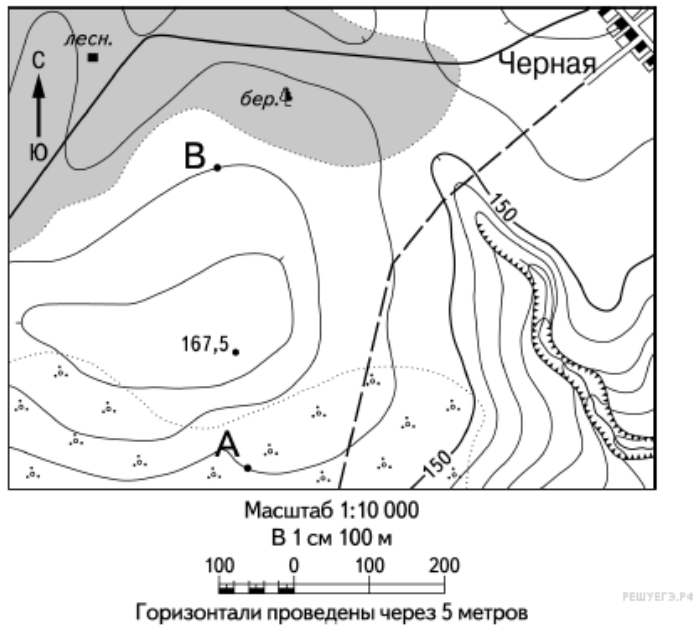 лесн.
С
Черная
бер.
Ю
В
150
167,5
А
150
Масштаб 1:10 000
В 1 см 100 м
100 0 100 200
Горизонтали проведены через 5 метров
РЕШУЕГЭ.РФ